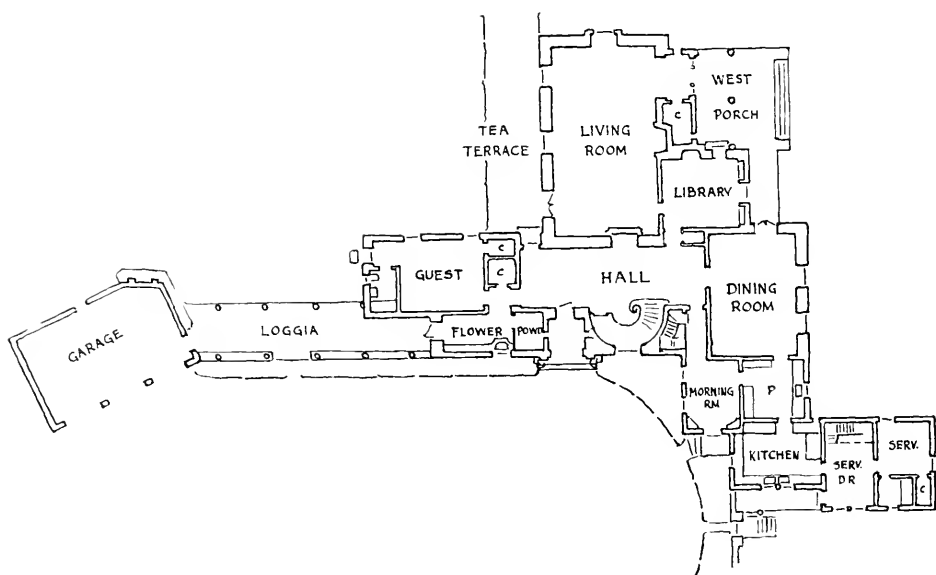 WEST
PORCH
C
TEA
TERRACE
LIVING
ROOM
LIBRARY
C
C
GUEST
HALL
DINING
ROOM
GARAGE
LOGGIA
FLOWER
POWD
MORNING
RM
P
KITCHEN
SERV.
DR
SERV.
C